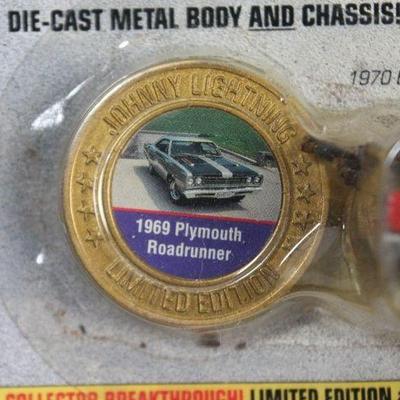 DIE-CAST METAL BODY AND CHASSIS!
1970
JOHNNY LIGHTNING
1969 Plymouth
Roadrunner
LIMITED EDITION
COLLECTOR BREAKTHROUGH! LIMITED EDITION